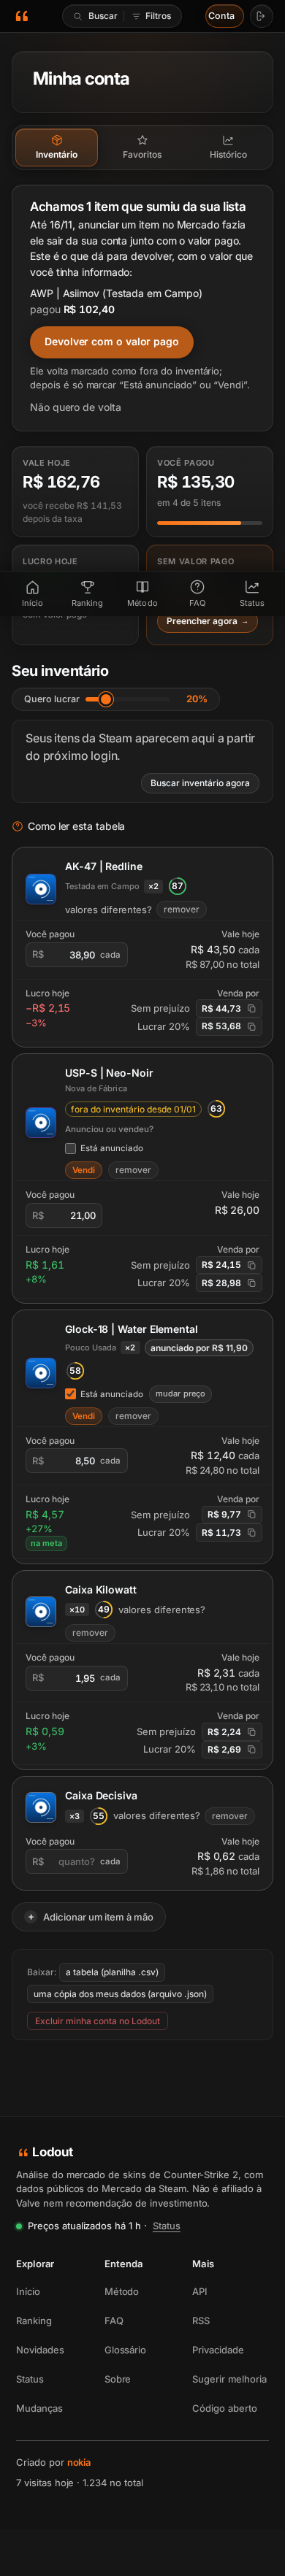 Buscar
Filtros
Conta
Minha conta
Inventário
Favoritos
Histórico
Achamos 1 item que sumiu da sua lista
Até 16/11, anunciar um item no Mercado fazia
ele sair da sua conta junto com o valor pago.
Este é o que dá para devolver, com o valor que
você tinha informado:
AWP | Asiimov (Testada em Campo)
pagou R$ 102,40
Devolver com o valor pago
Ele volta marcado como fora do inventário;
depois é só marcar “Está anunciado” ou “Vendi”.
Não quero de volta
VALE HOJE
R$ 162,76
você recebe R$ 141,53
depois da taxa
VOCÊ PAGOU
R$ 135,30
em 4 de 5 itens
LUCRO HOJE
SEM VALOR PAGO
Início
Ranking
Método
FAQ
Status
Preencher agora →
Seu inventário
Quero lucrar 20%
Seus itens da Steam aparecem aqui a partir
do próximo login.
Buscar inventário agora
Como ler esta tabela
AK-47 | Redline
Testada em Campo ×2 87
valores diferentes? remover
Você pagou
Vale hoje
R$ 38,90 cada
R$ 43,50 cada
R$ 87,00 no total
Lucro hoje
Venda por
−R$ 2,15
−3%
Sem prejuízo R$ 44,73
Lucrar 20% R$ 53,68
USP-S | Neo-Noir
Nova de Fábrica
fora do inventário desde 01/01 63
Anunciou ou vendeu?
Está anunciado
Vendi remover
Você pagou
Vale hoje
R$ 21,00
R$ 26,00
Lucro hoje
Venda por
R$ 1,61
+8%
Sem prejuízo R$ 24,15
Lucrar 20% R$ 28,98
Glock-18 | Water Elemental
Pouco Usada ×2 anunciado por R$ 11,90
58
Está anunciado mudar preço
Vendi remover
Você pagou
Vale hoje
R$ 8,50 cada
R$ 12,40 cada
R$ 24,80 no total
Lucro hoje
Venda por
R$ 4,57
+27%
na meta
Sem prejuízo R$ 9,77
Lucrar 20% R$ 11,73
Caixa Kilowatt
×10 49 valores diferentes?
remover
Você pagou
Vale hoje
R$ 1,95 cada
R$ 2,31 cada
R$ 23,10 no total
Lucro hoje
Venda por
R$ 0,59
+3%
Sem prejuízo R$ 2,24
Lucrar 20% R$ 2,69
Caixa Decisiva
×3 55 valores diferentes? remover
Você pagou
Vale hoje
R$ quanto? cada
R$ 0,62 cada
R$ 1,86 no total
+ Adicionar um item à mão
Baixar: a tabela (planilha .csv)
uma cópia dos meus dados (arquivo .json)
Excluir minha conta no Lodout
Lodout
Análise do mercado de skins de Counter-Strike 2, com
dados públicos do Mercado da Steam. Não é afiliado à
Valve nem recomendação de investimento.
Preços atualizados há 1 h · Status
Explorar
Entenda
Mais
Início
Método
API
Ranking
FAQ
RSS
Novidades
Glossário
Privacidade
Status
Sobre
Sugerir melhoria
Mudanças
Código aberto
Criado por nokia
7 visitas hoje · 1.234 no total